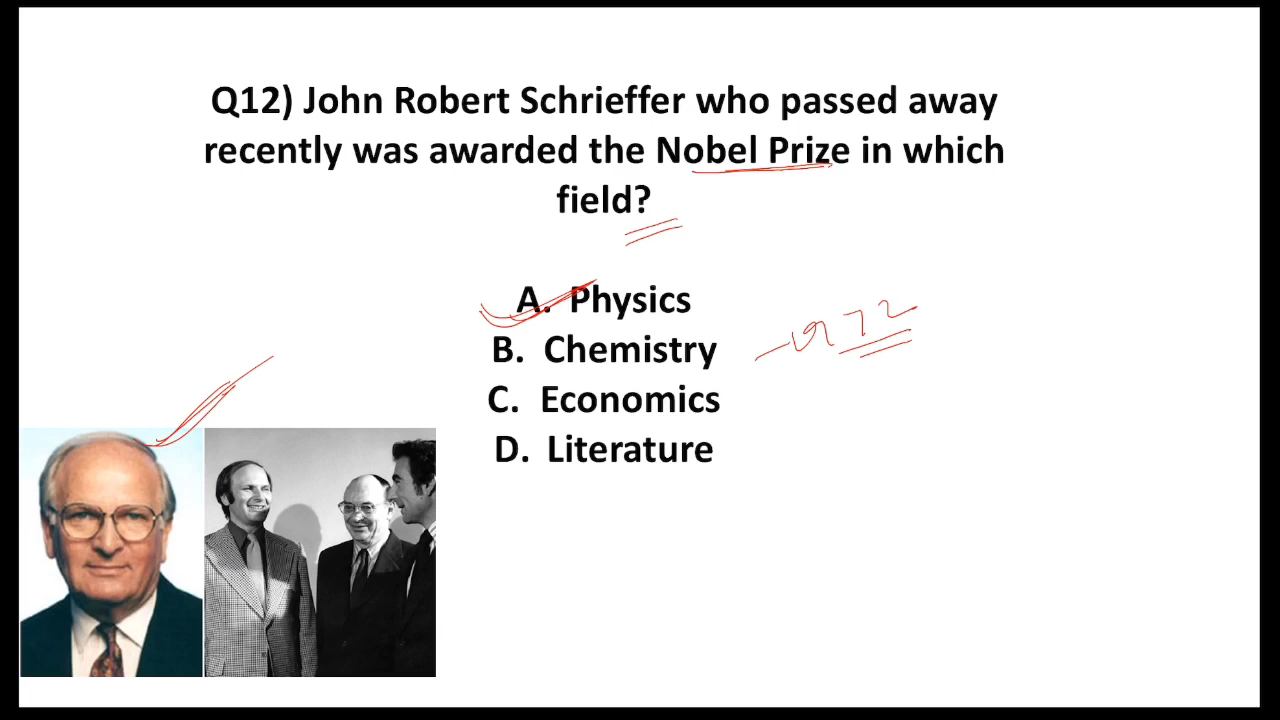 Q12) John Robert Schrieffer who passed away
recently was awarded the Nobel Prize in which
field?
A. Physics
B. Chemistry
1972
C. Economics
D. Literature